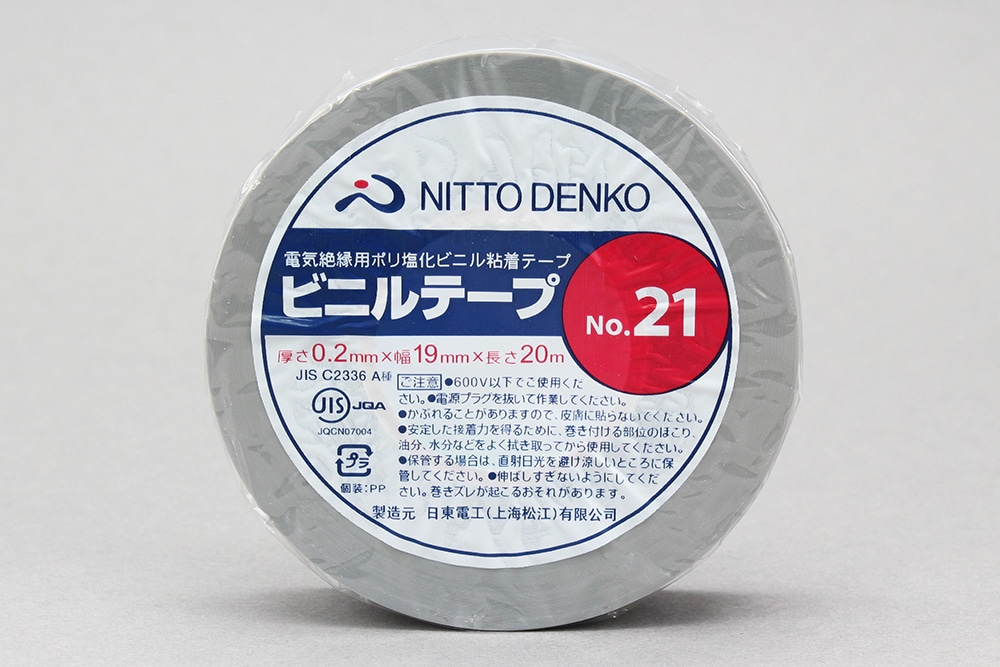 NITTO DENKO
電気絶縁用ポリ塩化ビニル粘着テープ
ビニルテープ
No.21
厚さ0.2mm×幅19mm×長さ20m
JIS C2336 A種
ご注意 ●600V以下でご使用くだ
さい。●電源プラグを抜いて作業してください。
●かぶれることがありますので、皮膚に貼らないでください。
●安定した接着力を得るために、巻き付ける部位のほこり、
油分、水分などをよく拭き取ってから使用してください。
●保管する場合は、直射日光を避け涼しいところに保
管してください。●伸ばしすぎないようにしてくだ
さい。巻きズレが起こるおそれがあります。
JIS JQA
JQCN07004
プラ
個装:PP
製造元 日東電工(上海松江)有限公司